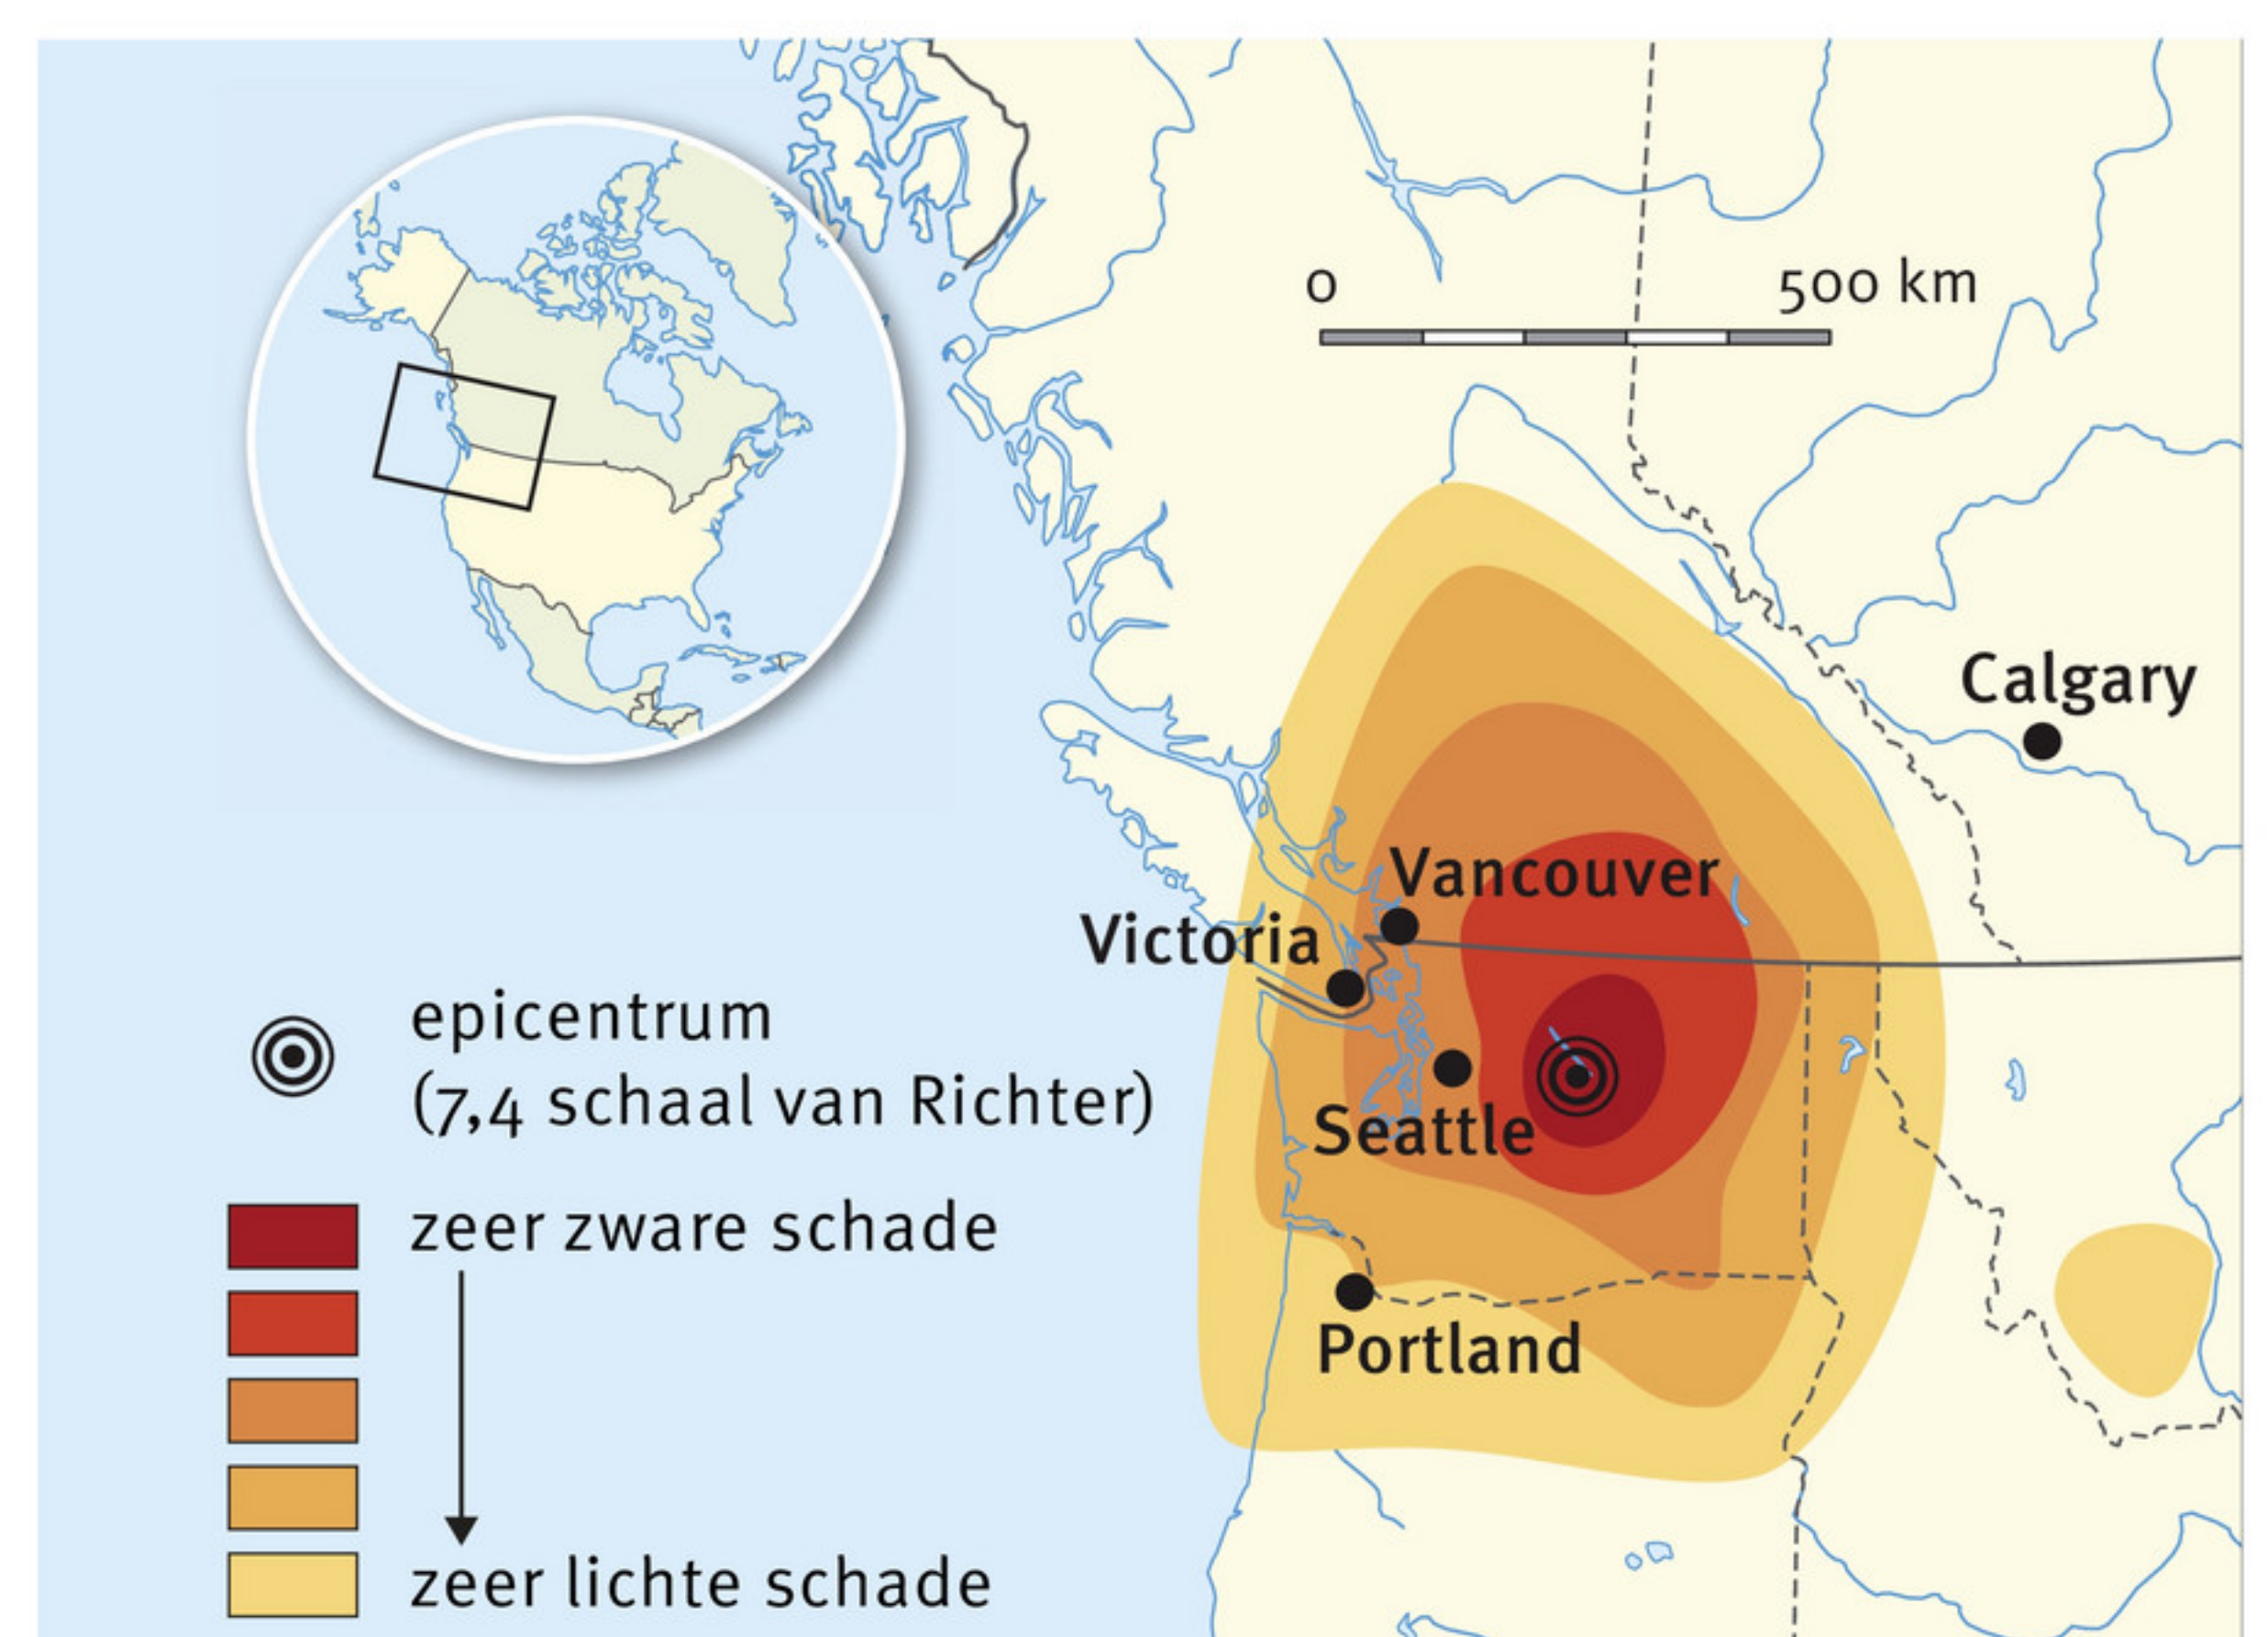 0 500 km
Calgary
Vancouver
Victoria
Seattle
Portland
epicentrum
(7,4 schaal van Richter)
zeer zware schade
zeer lichte schade